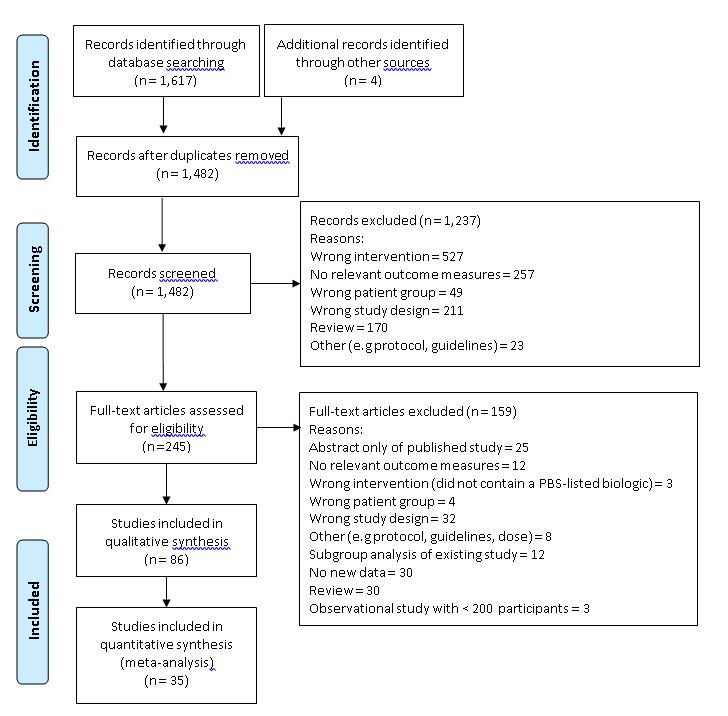 Identification
Records identified through
database searching
(n= 1,617)
Additional records identified
through other sources
(n= 4)
Records after duplicates removed
(n= 1,482)
Screening
Records screened
(n= 1,482)
Records excluded (n= 1,237)
Reasons:
Wrong intervention= 527
No relevant outcome measures= 257
Wrong patient group = 49
Wrong study design= 211
Review= 170
Other (e.g protocol, guidelines)= 23
Eligibility
Full-text articles assessed
for eligibility
(n=245)
Full-text articles excluded (n= 159)
Reasons:
Abstract only of published study= 25
No relevant outcome measures= 12
Wrong intervention (did not contain a PBS-listed biologic)= 3
Wrong patient group = 4
Wrong study design= 32
Other (e.g protocol, guidelines, dose)= 8
Subgroup analysis of existing study= 12
No new data= 30
Review= 30
Observational study with < 200 participants = 3
Included
Studies included in
qualitative synthesis
(n= 86)
Studies included in
quantitative synthesis
(meta-analysis)
(n= 35)